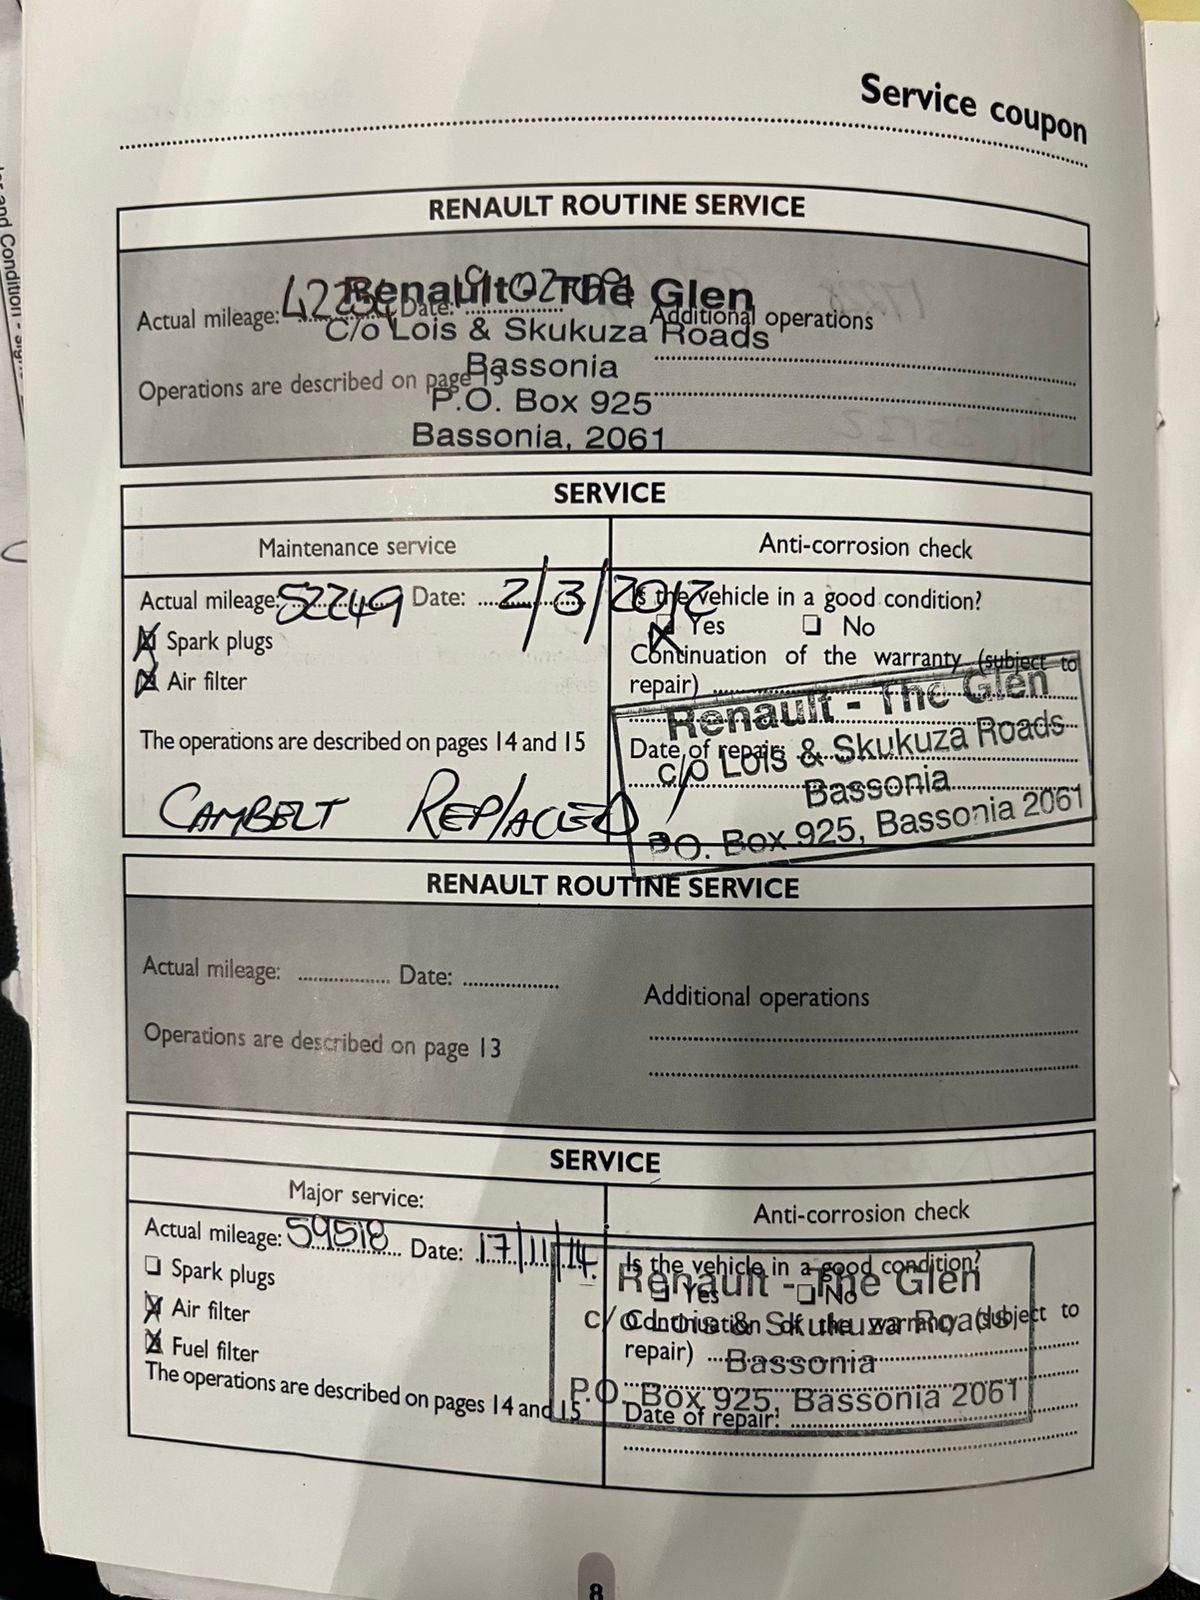 Service coupon
RENAULT ROUTINE SERVICE
Actual mileage: Date:
Additional operations
Operations are described on page 13
Renault - The Glen
C/o Lois & Skukuza Roads
Bassonia
P.O. Box 925
Bassonia, 2061
SERVICE
Maintenance service
Actual mileage: 52249 Date: 2/3/2012
Spark plugs
Air filter
The operations are described on pages 14 and 15
CAMBELT REPLACED
Anti-corrosion check
Is the vehicle in a good condition?
Yes No
Continuation of the warranty (subject to
repair)
Date of repair:
Renault - The Glen
c/o Lois & Skukuza Roads
Bassonia
P.O. Box 925, Bassonia 2061
RENAULT ROUTINE SERVICE
Actual mileage: Date:
Additional operations
Operations are described on page 13
SERVICE
Major service:
Actual mileage: 59518 Date: 17/11/14.
Spark plugs
Air filter
Fuel filter
The operations are described on pages 14 and 15
Anti-corrosion check
Is the vehicle in a good condition?
Yes No
Continuation of the warranty (subject to
repair)
Date of repair:
Renault - The Glen
c/o Lois & Skukuza Roads
Bassonia
P.O. Box 925, Bassonia 2061
8